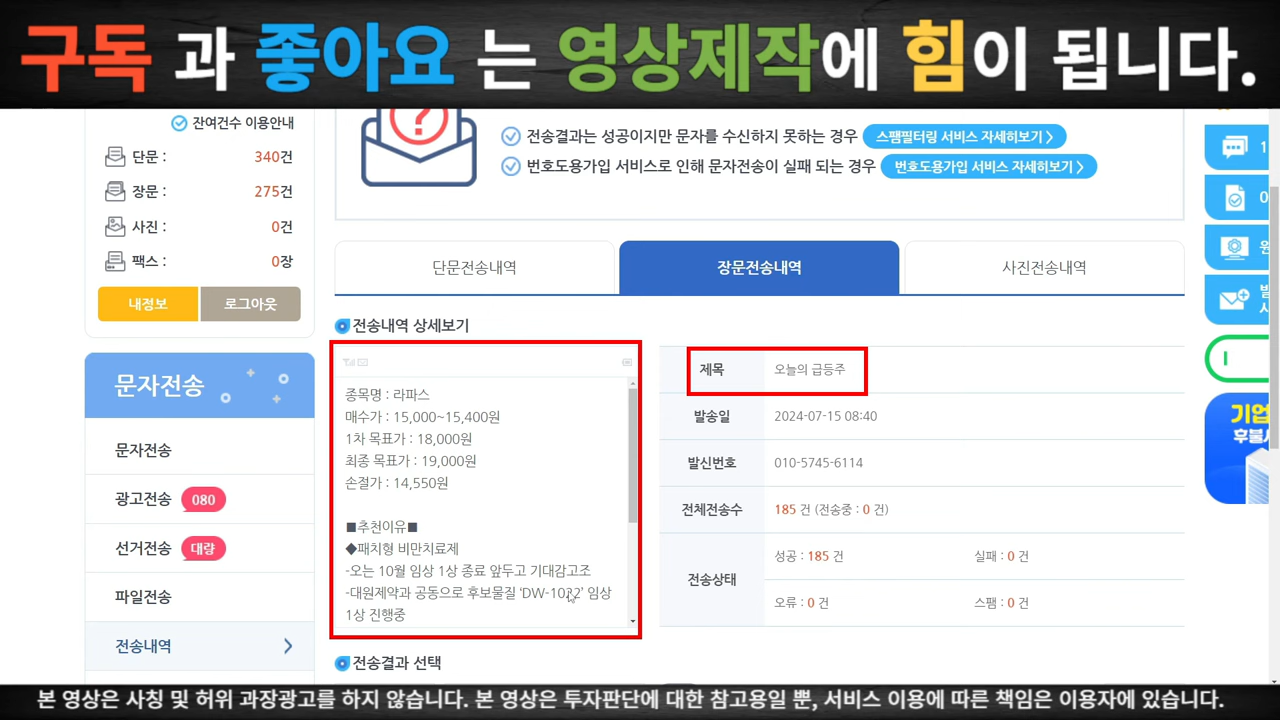 구독 과 좋아요 는 영상제작에 힘이 됩니다.
잔여건수 이용안내
단문 : 340건
장문 : 275건
사진 : 0건
팩스 : 0장
내정보 로그아웃
문자전송
문자전송
광고전송 080
선거전송 대량
파일전송
전송내역
전송결과는 성공이지만 문자를 수신하지 못하는 경우 스팸필터링 서비스 자세히보기 >
번호도용가입 서비스로 인해 문자전송이 실패 되는 경우 번호도용가입 서비스 자세히보기 >
단문전송내역 장문전송내역 사진전송내역
전송내역 상세보기
종목명 : 라파스
매수가 : 15,000~15,400원
1차 목표가 : 18,000원
최종 목표가 : 19,000원
손절가 : 14,550원
■추천이유■
◆패치형 비만치료제
-오는 10월 임상 1상 종료 앞두고 기대감고조
-대원제약과 공동으로 후보물질 임상
1상 진행중
제목 오늘의 급등주
발송일 2024-07-15 08:40
발신번호 010-5745-6114
전체전송수 185 건 (전송중 : 0 건)
전송상태
성공 : 185 건 실패 : 0 건
오류 : 0 건 스팸 : 0 건
전송결과 선택
기업
후불
본 영상은 사칭 및 허위 과장광고를 하지 않습니다. 본 영상은 투자판단에 대한 참고용일 뿐, 서비스 이용에 따른 책임은 이용자에 있습니다.